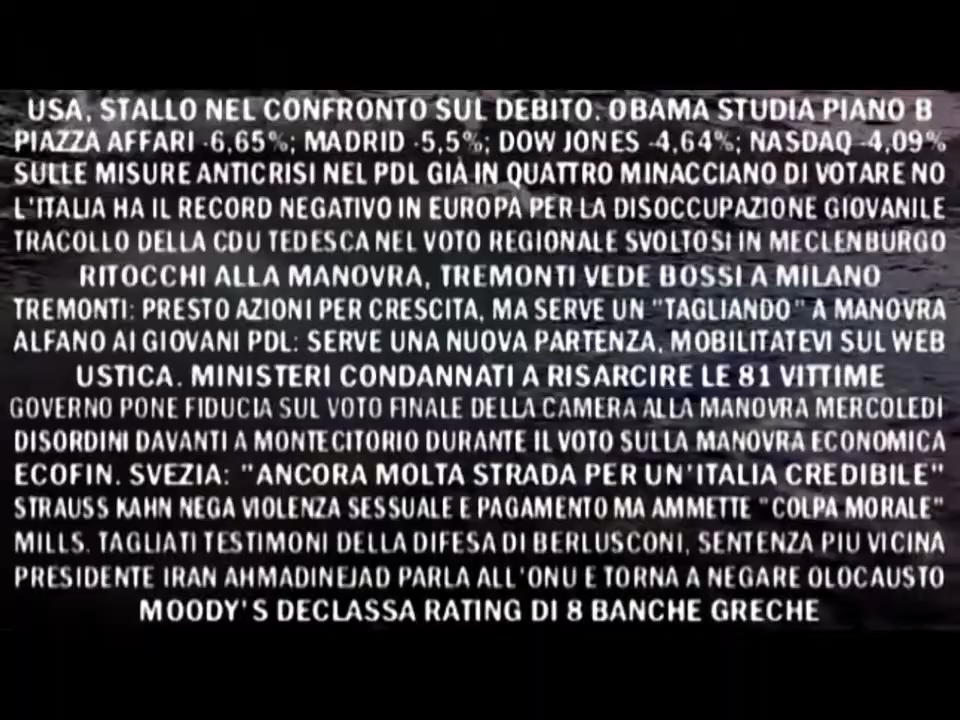 USA, STALLO NEL CONFRONTO SUL DEBITO. OBAMA STUDIA PIANO B
PIAZZA AFFARI -6,65%; MADRID -5,5%; DOW JONES -4,64%; NASDAQ -4,09%
SULLE MISURE ANTICRISI NEL PDL GIÀ IN QUATTRO MINACCIANO DI VOTARE NO
L'ITALIA HA IL RECORD NEGATIVO IN EUROPA PER LA DISOCCUPAZIONE GIOVANILE
TRACOLLO DELLA CDU TEDESCA NEL VOTO REGIONALE SVOLTOSI IN MECLENBURGO
RITOCCHI ALLA MANOVRA, TREMONTI VEDE BOSSI A MILANO
TREMONTI: PRESTO AZIONI PER CRESCITA, MA SERVE UN "TAGLIANDO" A MANOVRA
ALFANO AI GIOVANI PDL: SERVE UNA NUOVA PARTENZA, MOBILITATEVI SUL WEB
USTICA. MINISTERI CONDANNATI A RISARCIRE LE 81 VITTIME
GOVERNO PONE FIDUCIA SUL VOTO FINALE DELLA CAMERA ALLA MANOVRA MERCOLEDÌ
DISORDINI DAVANTI A MONTECITORIO DURANTE IL VOTO SULLA MANOVRA ECONOMICA
ECOFIN. SVEZIA: "ANCORA MOLTA STRADA PER UN'ITALIA CREDIBILE"
STRAUSS KAHN NEGA VIOLENZA SESSUALE E PAGAMENTO MA AMMETTE "COLPA MORALE"
MILLS. TAGLIATI TESTIMONI DELLA DIFESA DI BERLUSCONI, SENTENZA PIU VICINA
PRESIDENTE IRAN AHMADINEJAD PARLA ALL'ONU E TORNA A NEGARE OLOCAUSTO
MOODY'S DECLASSA RATING DI 8 BANCHE GRECHE